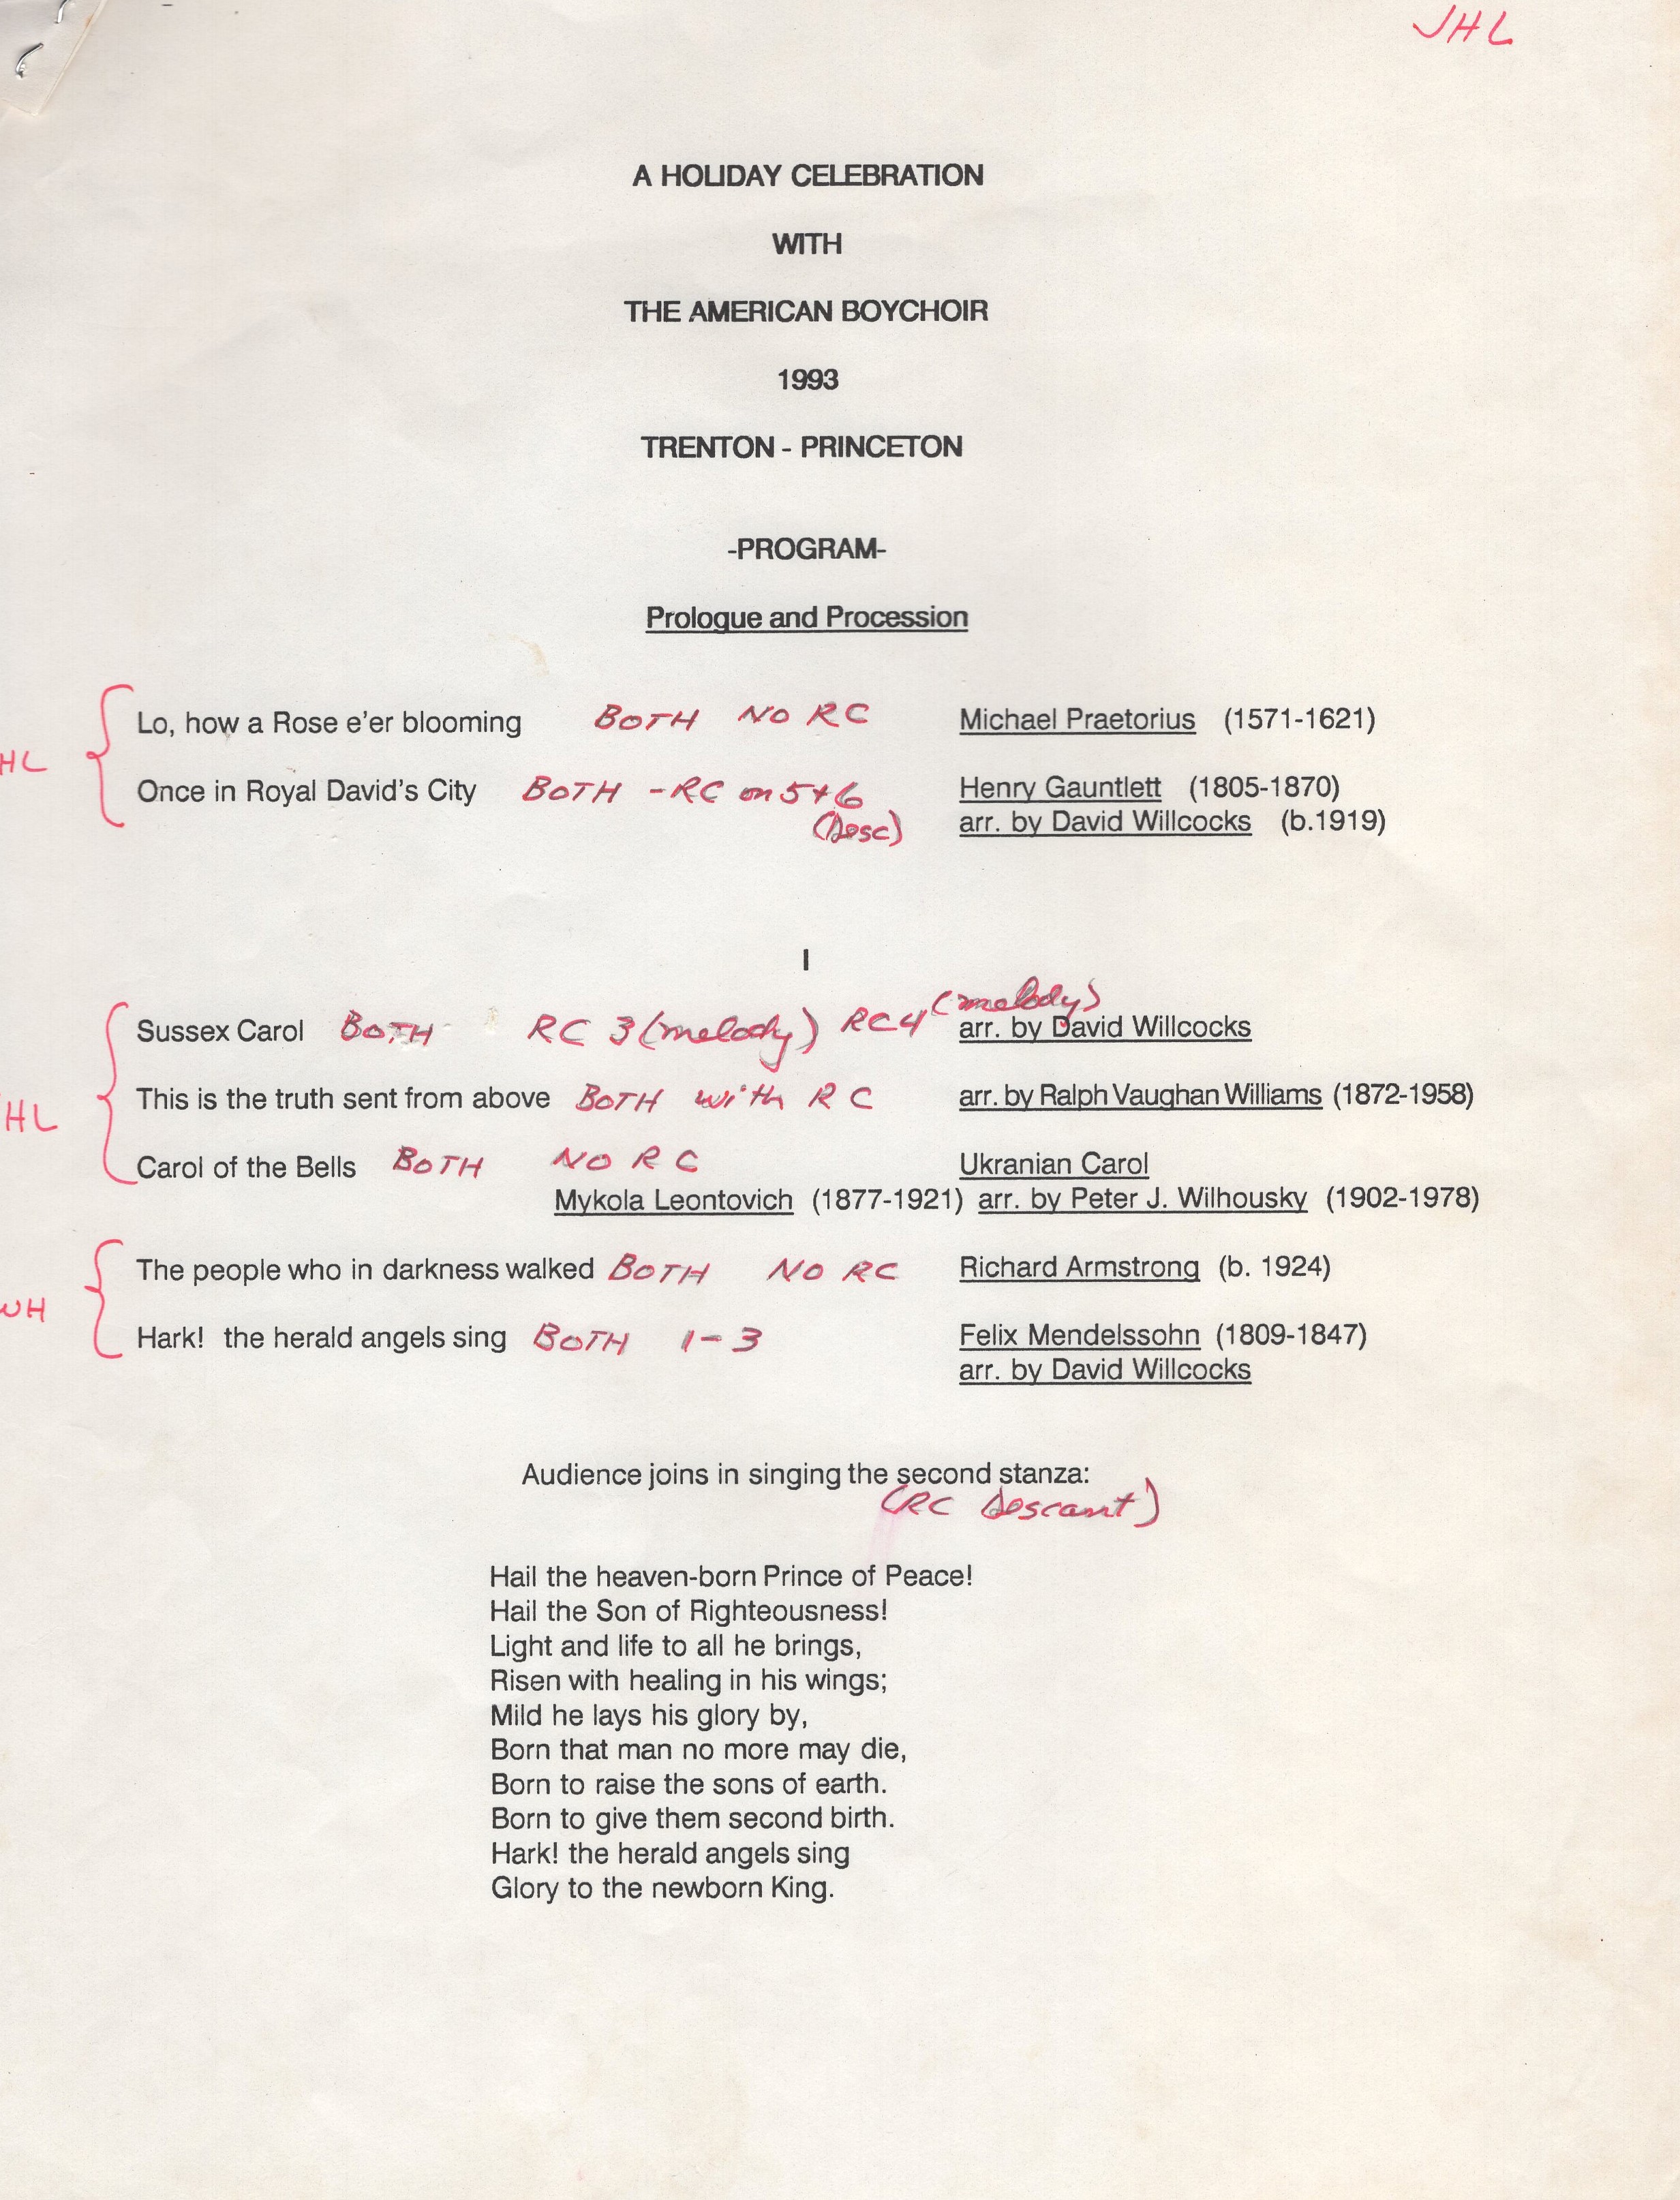 JHL
A HOLIDAY CELEBRATION
WITH
THE AMERICAN BOYCHOIR
1993
TRENTON - PRINCETON
-PROGRAM-
Prologue and Procession
Lo, how a Rose e'er blooming BOTH NO RC Michael Praetorius (1571-1621)
HL
Once in Royal David's City BOTH - RC on 5+6 Henry Gauntlett (1805-1870)
(Desc) arr. by David Willcocks (b.1919)
I
Sussex Carol BOTH RC 3 (melody) RC4 (melody) arr. by David Willcocks
This is the truth sent from above BOTH with RC arr. by Ralph Vaughan Williams (1872-1958)
HL
Carol of the Bells BOTH NO RC Ukranian Carol
Mykola Leontovich (1877-1921) arr. by Peter J. Wilhousky (1902-1978)
The people who in darkness walked BOTH NO RC Richard Armstrong (b. 1924)
WH
Hark! the herald angels sing BOTH 1-3 Felix Mendelssohn (1809-1847)
arr. by David Willcocks
Audience joins in singing the second stanza:
(RC Descant)
Hail the heaven-born Prince of Peace!
Hail the Son of Righteousness!
Light and life to all he brings,
Risen with healing in his wings;
Mild he lays his glory by,
Born that man no more may die,
Born to raise the sons of earth.
Born to give them second birth.
Hark! the herald angels sing
Glory to the newborn King.